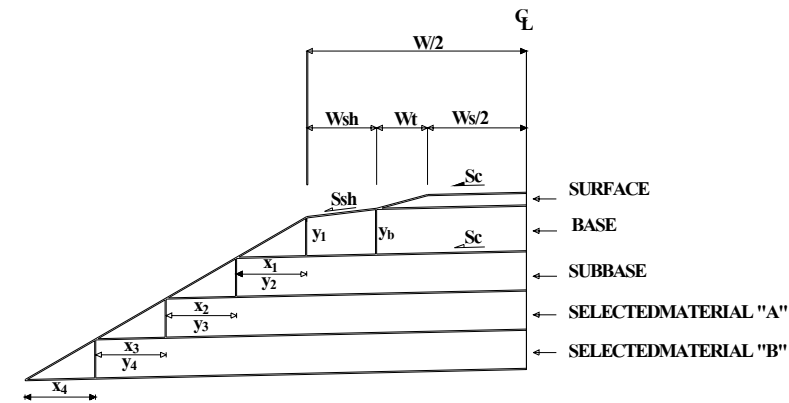 ℄
W/2
Wsh Wt Ws/2
Sc
SURFACE
Ssh
BASE
y1 yb Sc
x1
y2
SUBBASE
x2
y3
SELECTEDMATERIAL "A"
x3
y4
SELECTEDMATERIAL "B"
x4